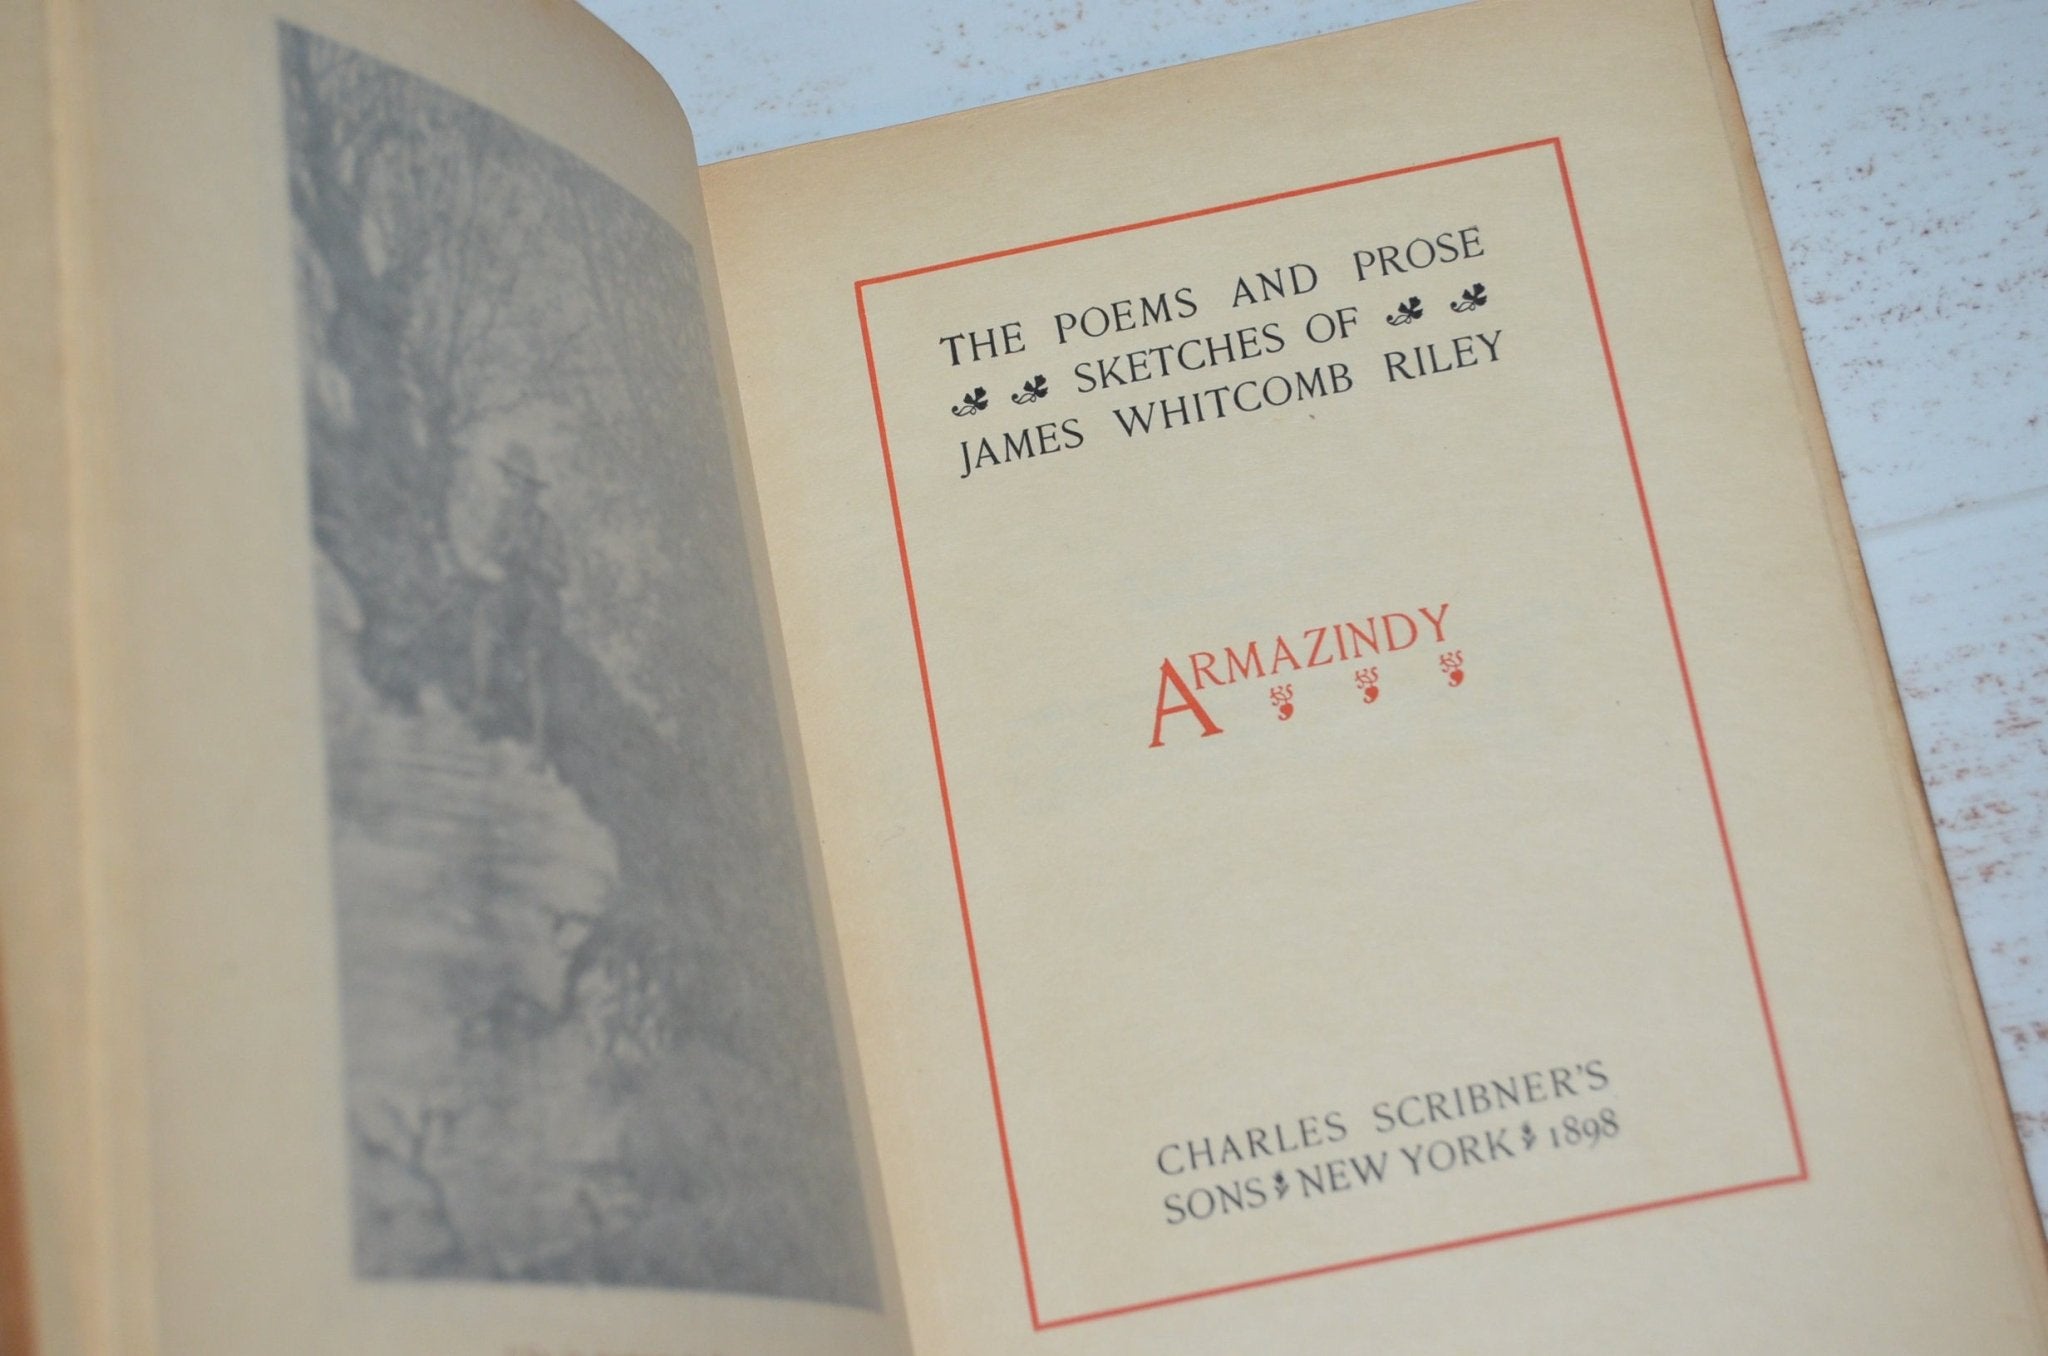 THE POEMS AND PROSE
SKETCHES OF
JAMES WHITCOMB RILEY
ARMAZINDY
CHARLES SCRIBNER'S
SONS NEW YORK 1898